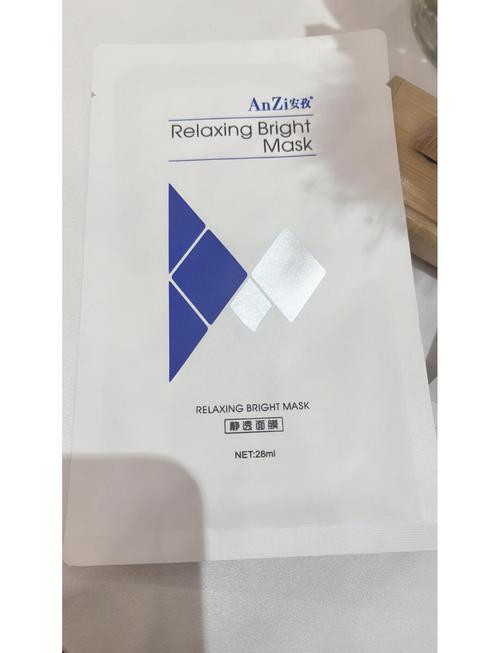 AnZi安孜®
Relaxing Bright
Mask
RELAXING BRIGHT MASK
静透面膜
NET:28ml